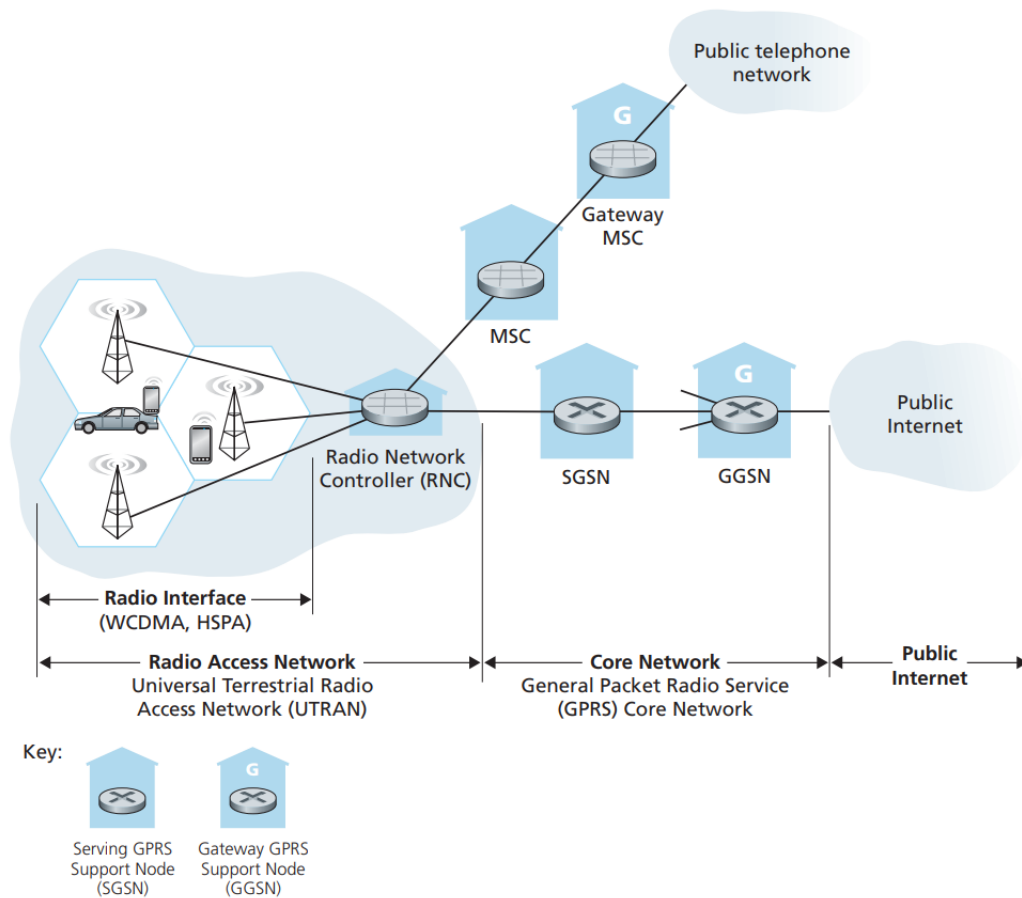 Public telephone
network
G
Gateway
MSC
MSC
G
Public
Internet
Radio Network
Controller (RNC)
SGSN
GGSN
Radio Interface
(WCDMA, HSPA)
Radio Access Network
Universal Terrestrial Radio
Access Network (UTRAN)
Core Network
General Packet Radio Service
(GPRS) Core Network
Public
Internet
Key:
G
Serving GPRS
Support Node
(SGSN)
Gateway GPRS
Support Node
(GGSN)